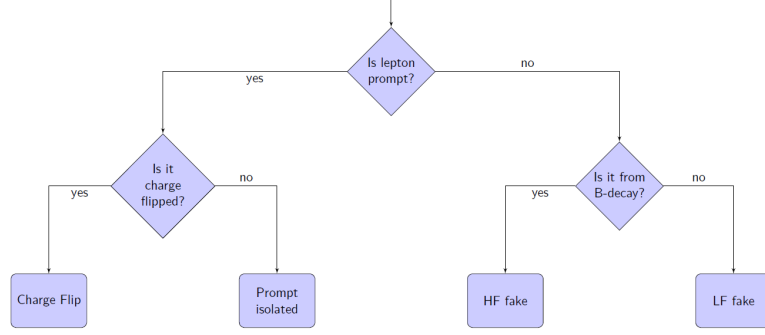 Is lepton
prompt?
yes
no
Is it
charge
flipped?
Is it from
B-decay?
yes
no
yes
no
Charge Flip
Prompt
isolated
HF fake
LF fake